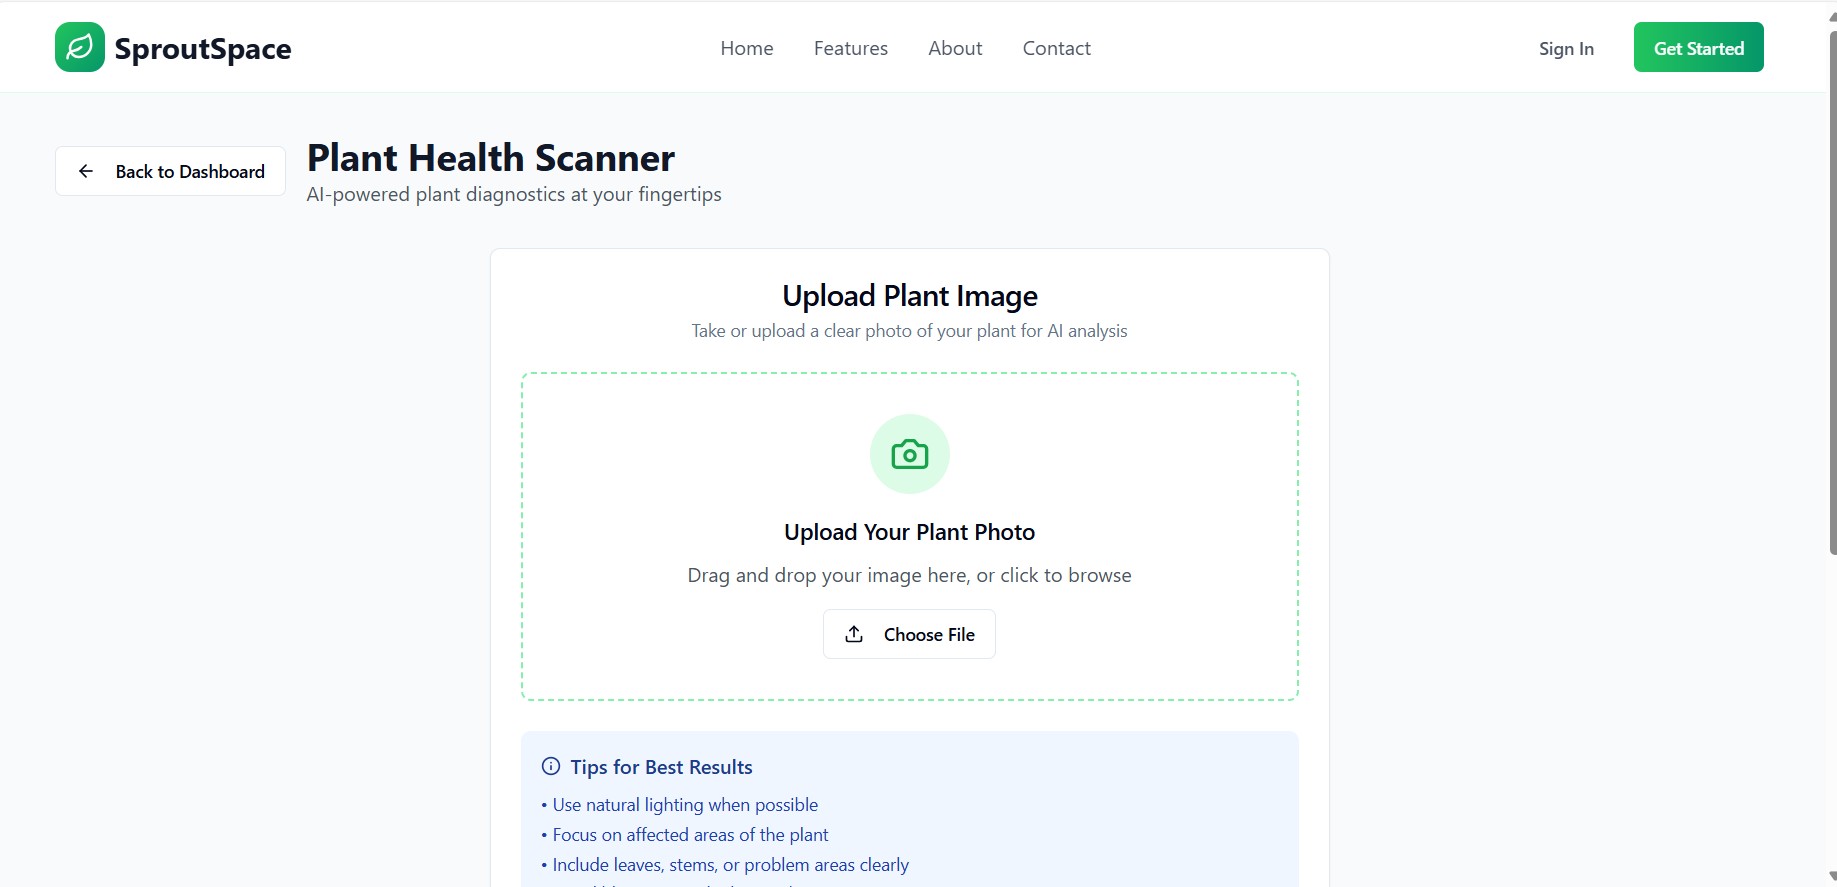 SproutSpace
Home
Features
About
Contact
Sign In
Get Started
Back to Dashboard
Plant Health Scanner
AI-powered plant diagnostics at your fingertips
Upload Plant Image
Take or upload a clear photo of your plant for AI analysis
Upload Your Plant Photo
Drag and drop your image here, or click to browse
Choose File
Tips for Best Results
• Use natural lighting when possible
• Focus on affected areas of the plant
• Include leaves, stems, or problem areas clearly